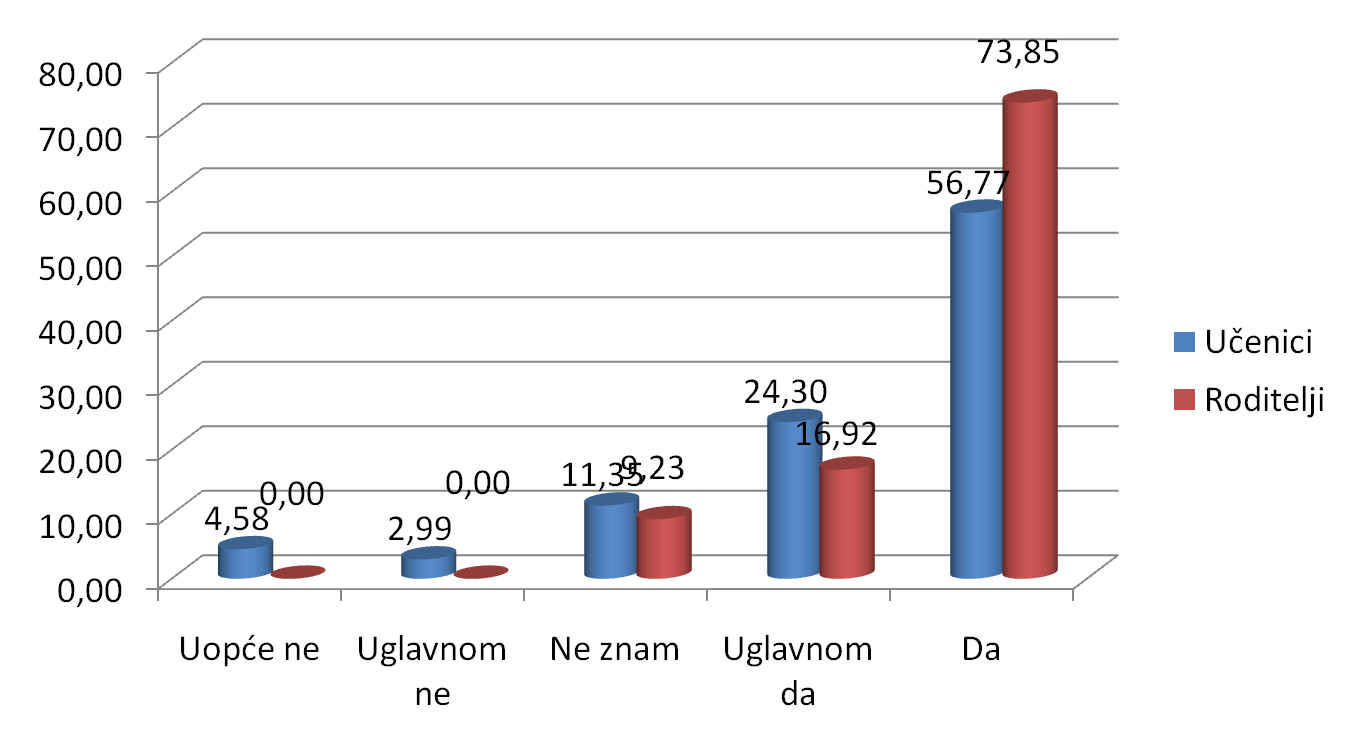 80,00
70,00
60,00
50,00
40,00
30,00
20,00
10,00
0,00
4,58
0,00
2,99
0,00
11,35
9,23
24,30
16,92
56,77
73,85
Uopće ne
Uglavnom
ne
Ne znam
Uglavnom
da
Da
Učenici
Roditelji